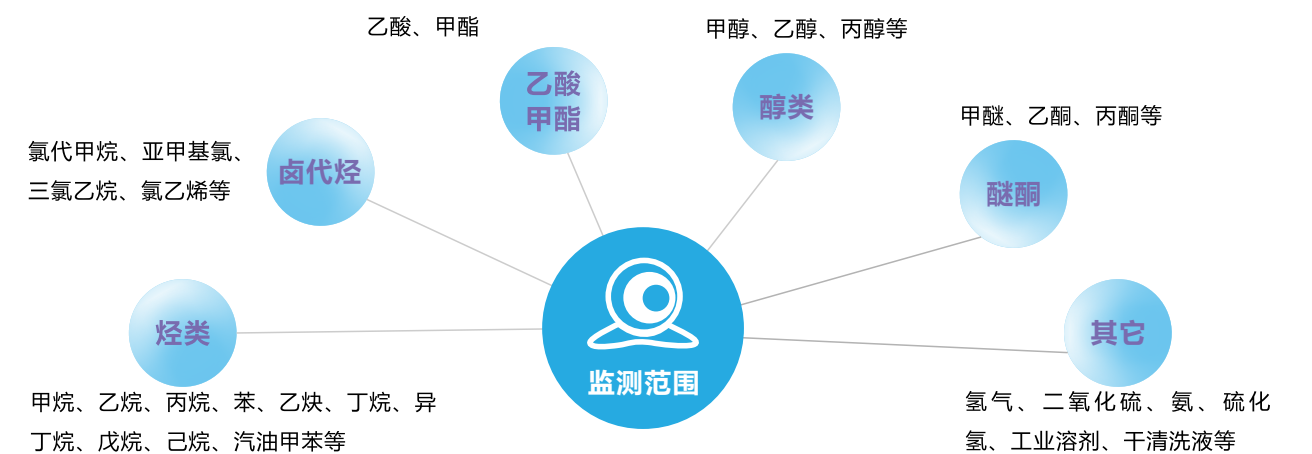 乙酸、甲酯
乙酸
甲酯
甲醇、乙醇、丙醇等
醇类
甲醚、乙酮、丙酮等
醚酮
氯代甲烷、亚甲基氯、
三氯乙烷、氯乙烯等
卤代烃
烃类
甲烷、乙烷、丙烷、苯、乙炔、丁烷、异
丁烷、戊烷、己烷、汽油甲苯等
监测范围
其它
氢气、二氧化硫、氨、硫化
氢、工业溶剂、干清洗液等